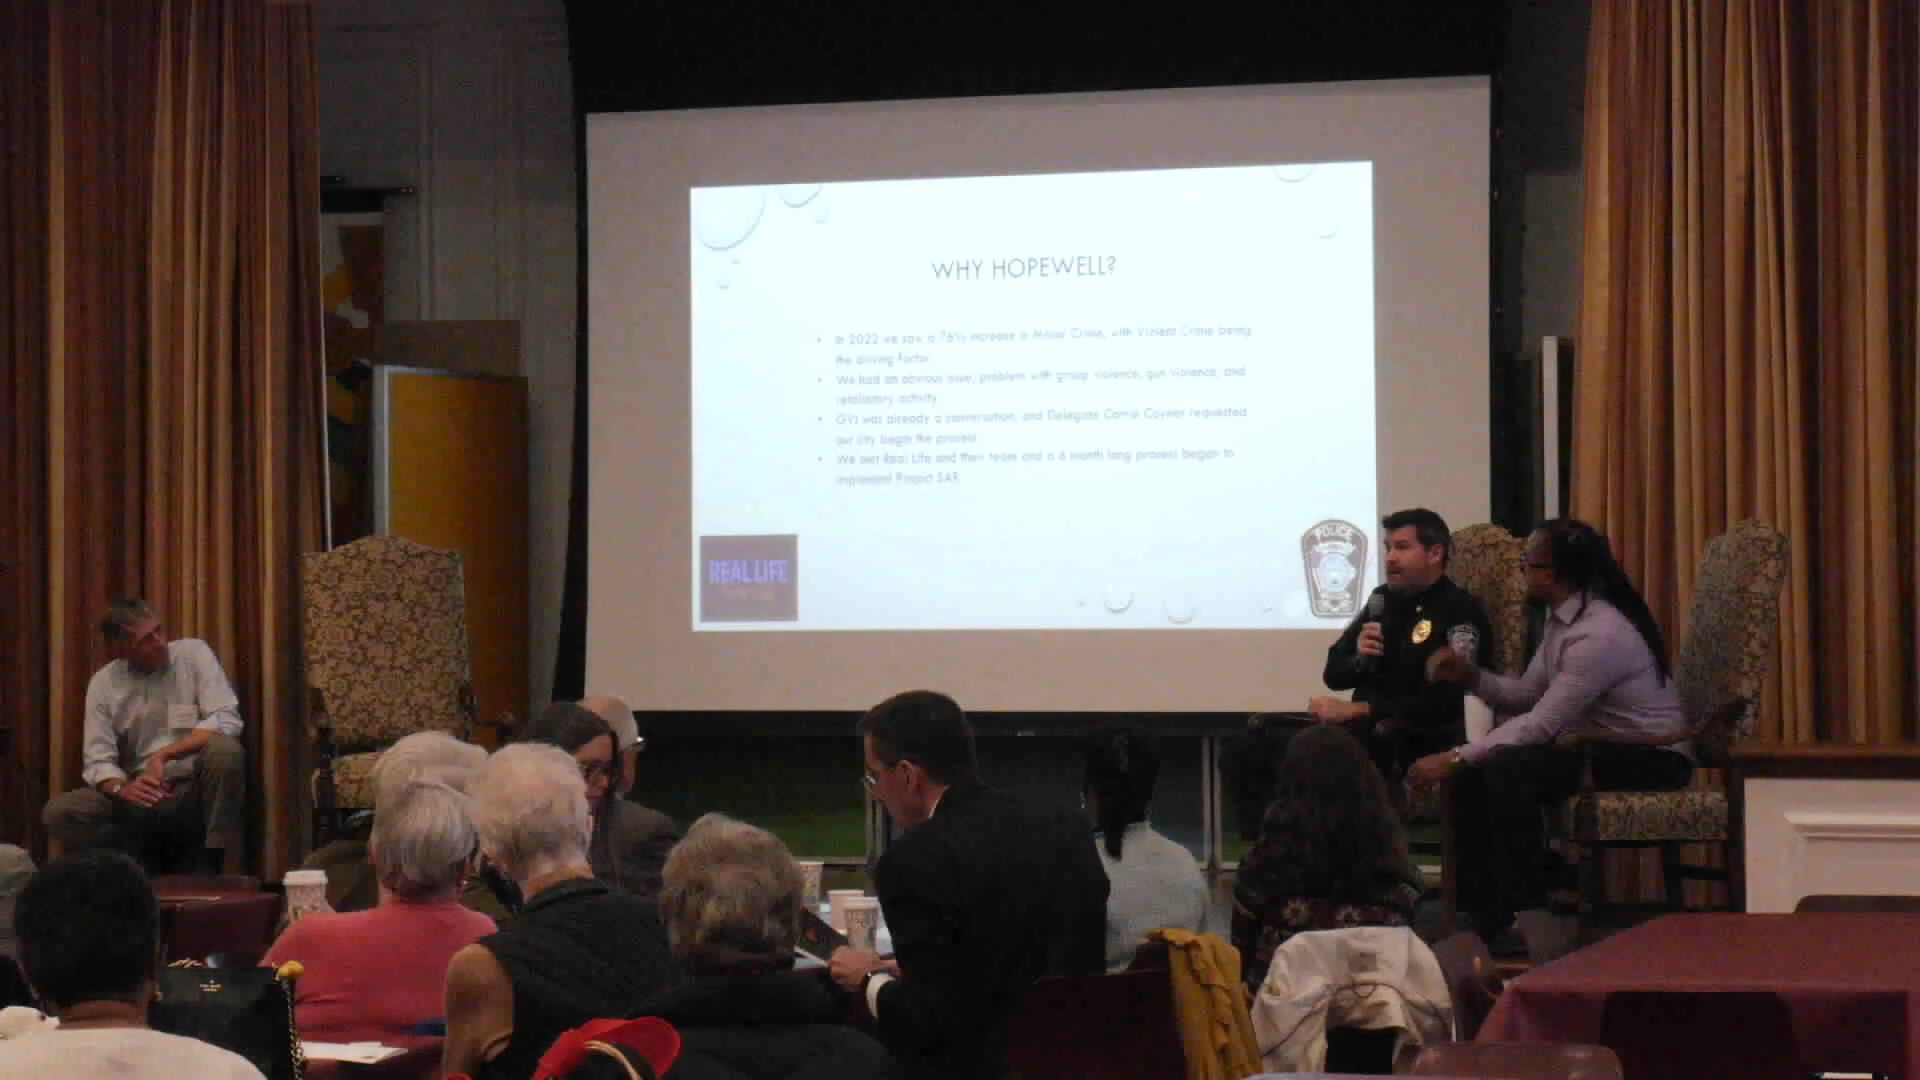 WHY HOPEWELL?
• In 2022 we saw a 76% increase in Major Crime, with Violent Crime being
the driving factor
• We had an obvious issue/problem with group violence, gun violence, and
retaliatory activity
• GVI was already a conversation, and Delegate Carrie Coyner requested
our city begin the process
• We met Real Life and their team and a 6 month long process began to
implement Project SAF
REAL LIFE
POLICE